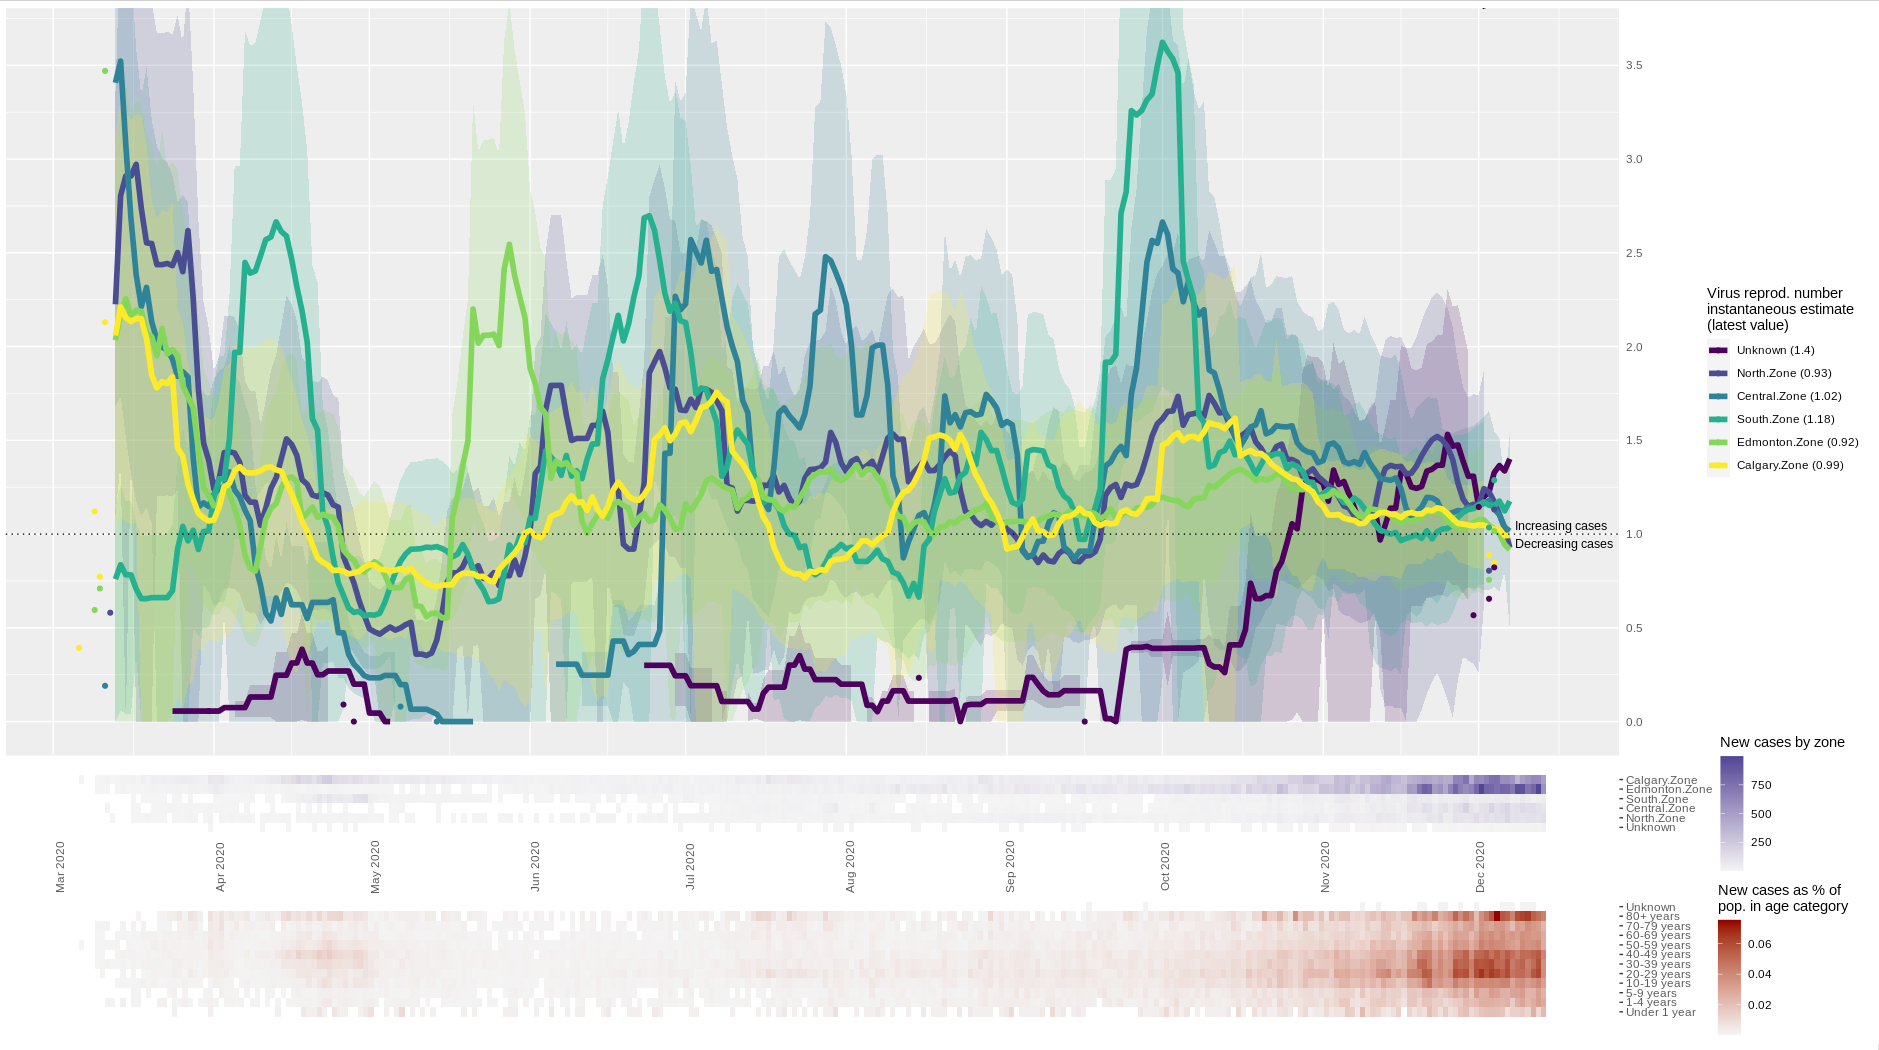 3.5
3.0
2.5
2.0
1.5
1.0
0.5
0.0
Increasing cases
Decreasing cases
Virus reprod. number
instantaneous estimate
(latest value)
Unknown (1.4)
North.Zone (0.93)
Central.Zone (1.02)
South.Zone (1.18)
Edmonton.Zone (0.92)
Calgary.Zone (0.99)
Calgary.Zone
Edmonton.Zone
South.Zone
Central.Zone
North.Zone
Unknown
New cases by zone
750
500
250
Mar 2020
Apr 2020
May 2020
Jun 2020
Jul 2020
Aug 2020
Sep 2020
Oct 2020
Nov 2020
Dec 2020
Unknown
80+ years
70-79 years
60-69 years
50-59 years
40-49 years
30-39 years
20-29 years
10-19 years
5-9 years
1-4 years
Under 1 year
New cases as % of
pop. in age category
0.06
0.04
0.02